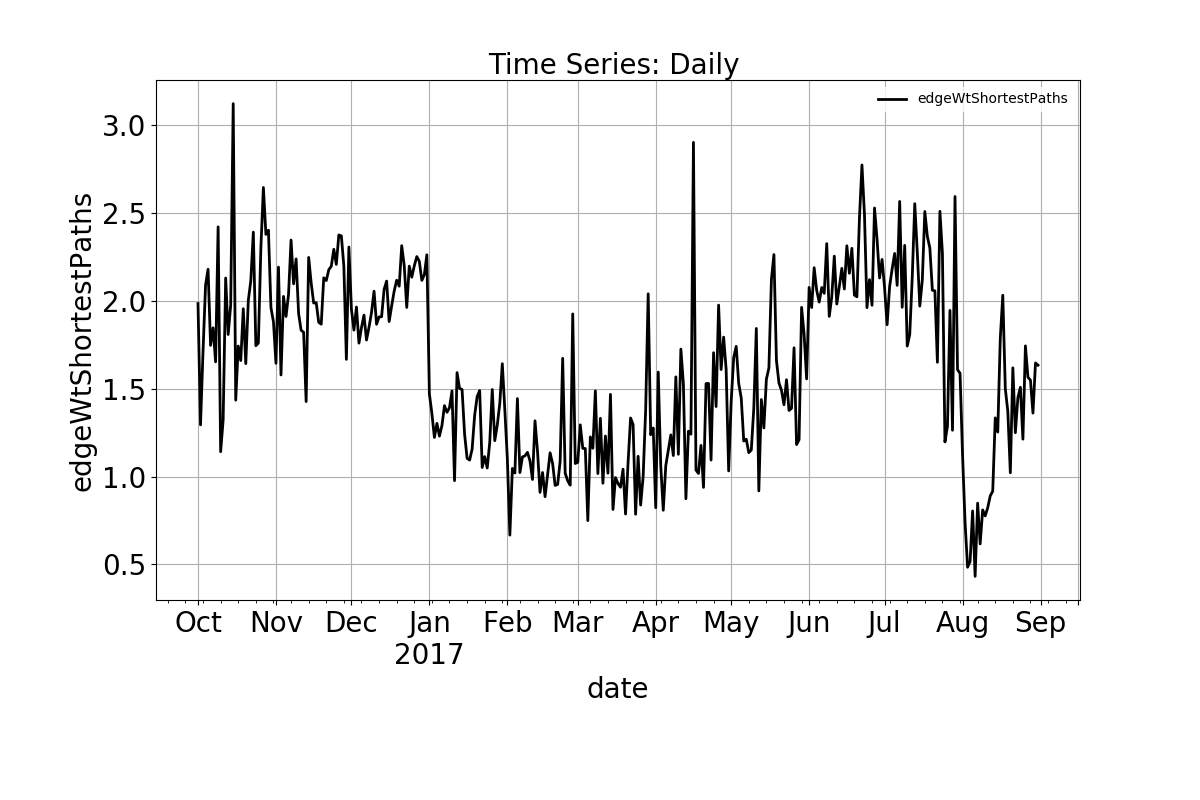 Time Series: Daily
edgeWtShortestPaths
3.0
2.5
2.0
1.5
1.0
0.5
edgeWtShortestPaths
Oct Nov Dec Jan Feb Mar Apr May Jun Jul Aug Sep
2017
date